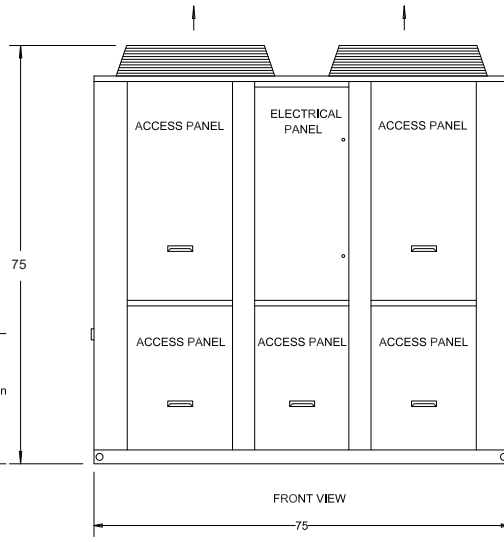 ACCESS PANEL
ELECTRICAL
PANEL
ACCESS PANEL
75
ACCESS PANEL
ACCESS PANEL
ACCESS PANEL
n
FRONT VIEW
75